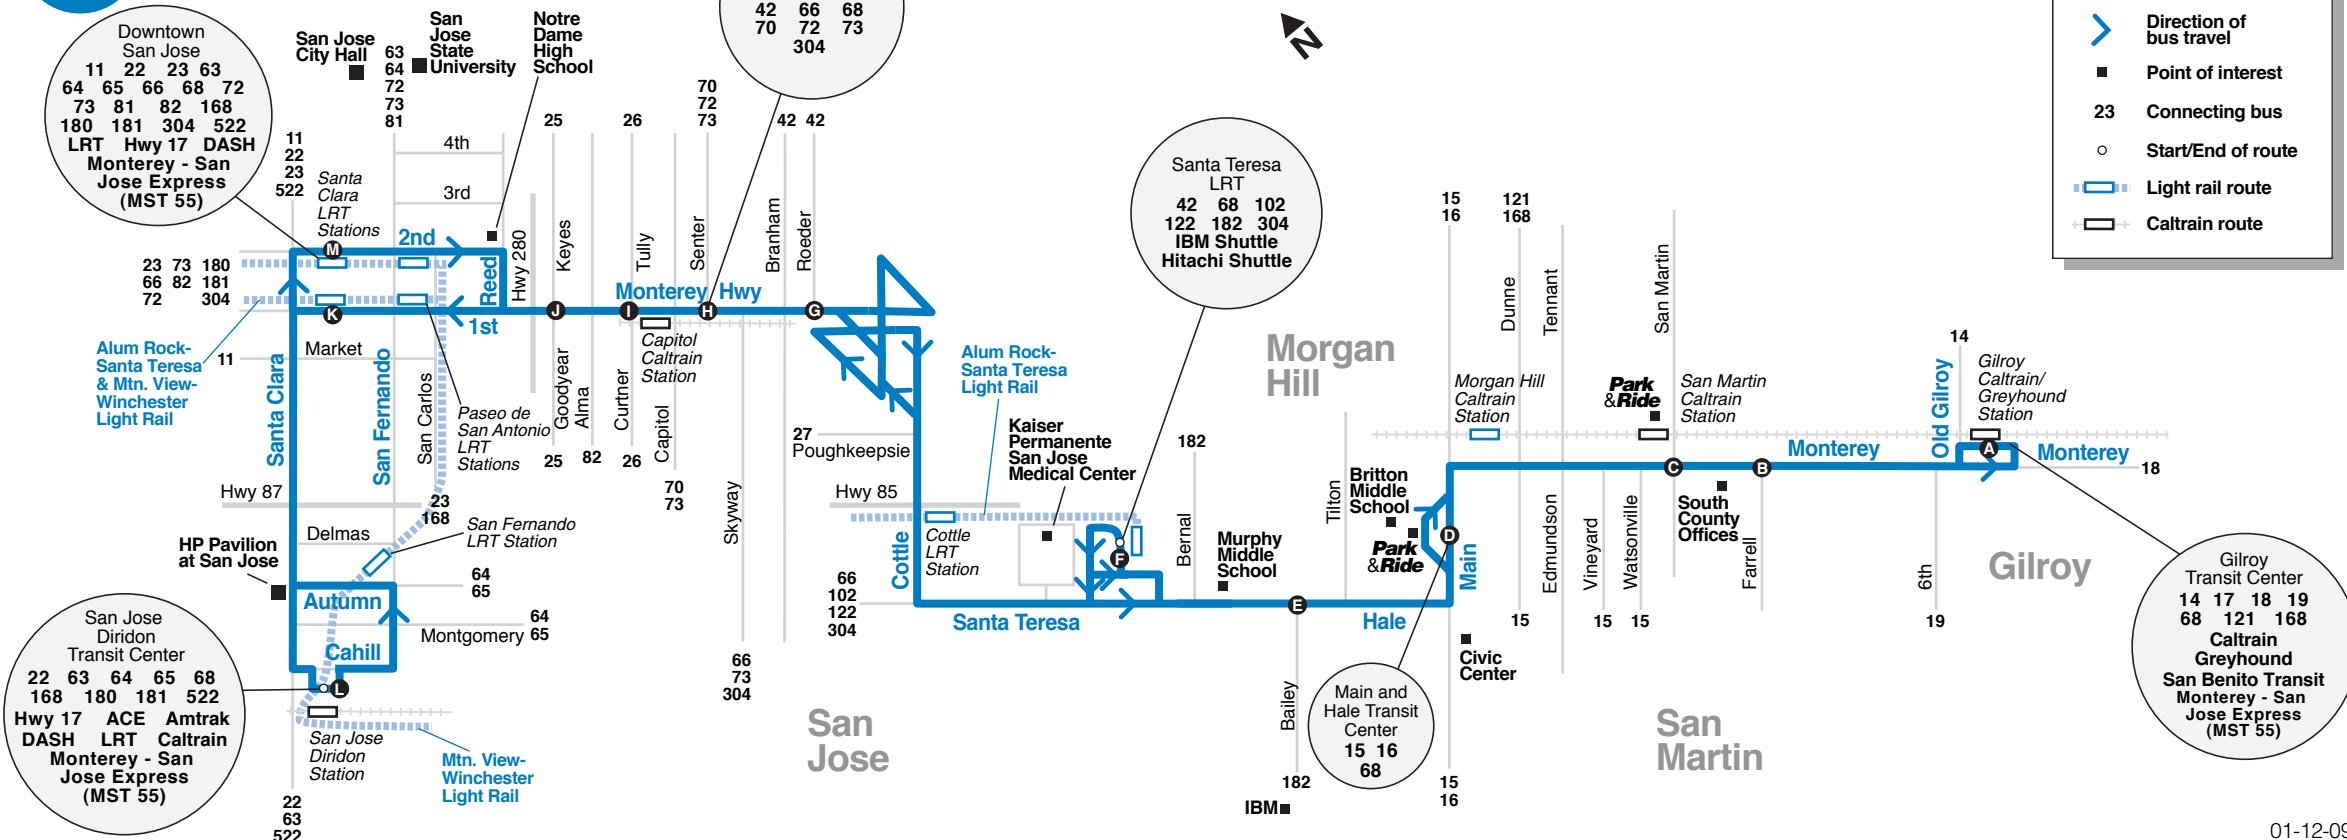 Downtown
San Jose
11 22 23 63
64 65 66 68 72
73 81 82 168
180 181 304 522
LRT Hwy 17 DASH
Monterey - San
Jose Express
(MST 55)
San Jose
City Hall
63
64
72
73
81
San
Jose
State
University
Notre
Dame
High
School
42 66 68
70 72 73
304
N
Direction of
bus travel
Point of interest
23 Connecting bus
Start/End of route
Light rail route
Caltrain route
11
22
23
522
Santa
Clara
LRT
Stations
4th
3rd
2nd
Reed
1st
M
K
23 73 180
66 82 181
72 304
Alum Rock-
Santa Teresa
& Mtn. View-
Winchester
Light Rail
11
Market
Santa Clara
San Fernando
San Carlos
Paseo de
San Antonio
LRT
Stations
Hwy 280
25
Keyes
J
Goodyear
25
Alma
82
26
Tully
I
Curtner
26
Monterey Hwy
Capitol
Caltrain
Station
Capitol
70
73
70
72
73
Senter
H
Skyway
66
73
304
42
Branham
42
Roeder
G
Hwy 87
23
168
Delmas
San Fernando
LRT Station
HP Pavilion
at San Jose
64
65
Autumn
64
65
Montgomery
Cahill
L
San Jose
Diridon
Transit Center
22 63 64 65 68
168 180 181 522
Hwy 17 ACE Amtrak
DASH LRT Caltrain
Monterey - San
Jose Express
(MST 55)
San Jose
Diridon
Station
Mtn. View-
Winchester
Light Rail
22
63
522
27
Poughkeepsie
Hwy 85
Cottle
Cottle
LRT
Station
Alum Rock-
Santa Teresa
Light Rail
Kaiser
Permanente
San Jose
Medical Center
66
102
122
304
Santa Teresa
F
Santa Teresa
LRT
42 68 102
122 182 304
IBM Shuttle
Hitachi Shuttle
182
Bernal
Murphy
Middle
School
E
Bailey
182
IBM
San
Jose
Morgan
Hill
Tilton
Hale
Britton
Middle
School
Park
&Ride
D
Main
Main and
Hale Transit
Center
15 16
68
15
16
15
16
Civic
Center
Morgan Hill
Caltrain
Station
121
168
Dunne
15
Tennant
Edmundson
Vineyard
15
Watsonville
15
Park
&Ride
San Martin
San Martin
Caltrain
Station
C
B
South
County
Offices
Farrell
San
Martin
Monterey
14
Old Gilroy
Gilroy
Caltrain/
Greyhound
Station
A
Monterey
18
6th
19
Gilroy
Gilroy
Transit Center
14 17 18 19
68 121 168
Caltrain
Greyhound
San Benito Transit
Monterey - San
Jose Express
(MST 55)
01-12-09